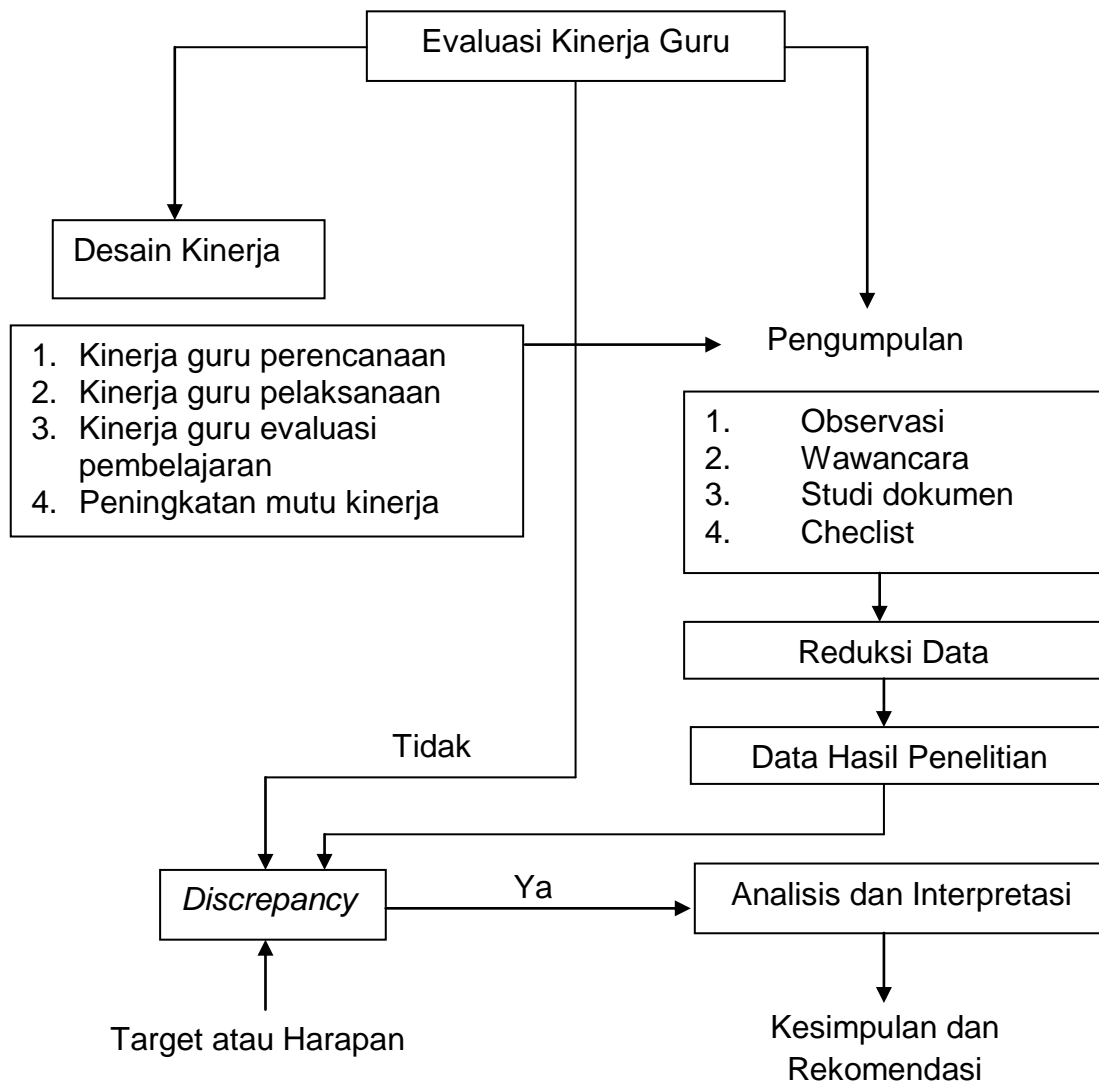 Evaluasi Kinerja Guru
Desain Kinerja
1. Kinerja guru perencanaan
2. Kinerja guru pelaksanaan
3. Kinerja guru evaluasi
pembelajaran
4. Peningkatan mutu kinerja
Pengumpulan
1. Observasi
2. Wawancara
3. Studi dokumen
4. Checlist
Reduksi Data
Tidak
Data Hasil Penelitian
Discrepancy
Ya
Analisis dan Interpretasi
Target atau Harapan
Kesimpulan dan
Rekomendasi